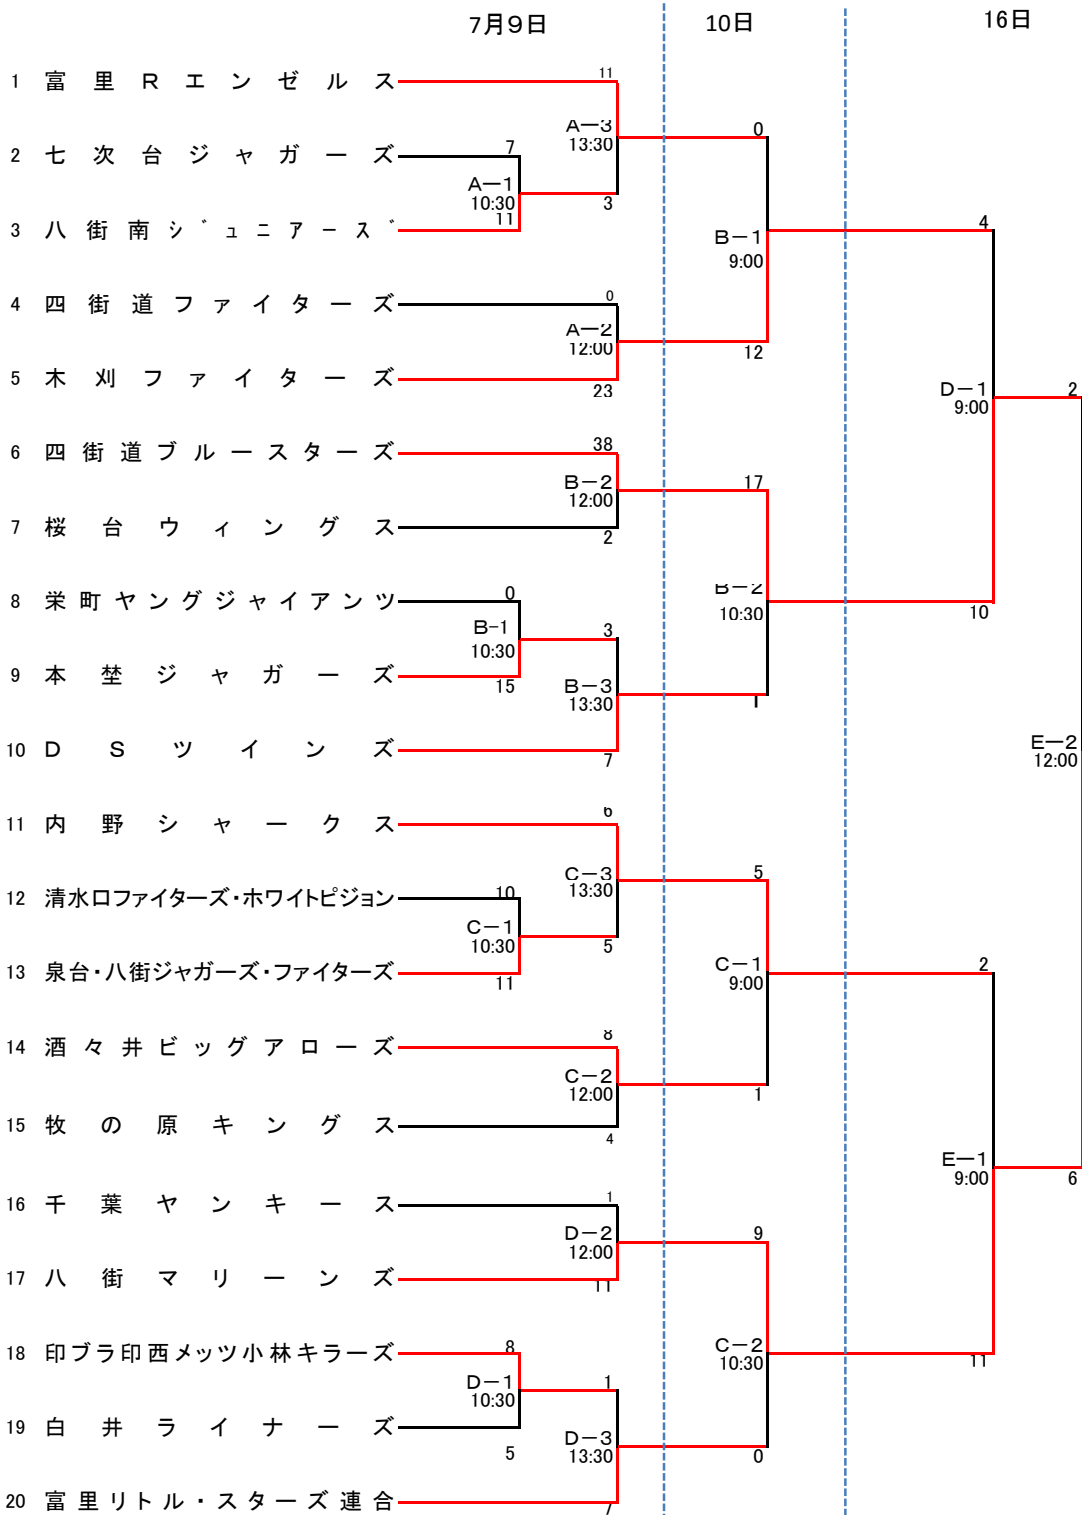 7月9日 10日 16日
11
1 富里Rエンゼルス
A－3 0
13:30
7
2 七次台ジャガーズ
A－1
10:30 3
11
3 八街南ジュニアーズ
4
B－1
9:00
0
4 四街道ファイターズ
A－2
12:00
12
5 木刈ファイターズ
23
D－1 2
9:00
38
6 四街道ブルースターズ
B－2 17
12:00
7 桜台ウィングス
2
0 B－2
8 栄町ヤングジャイアンツ
10:30 10
B-1 3
10:30
9 本埜ジャガーズ
15 B－3
13:30 1
E－2
10 DSツインズ
12:00
7
6
11 内野シャークス
C－3 5
13:30
10
12 清水口ファイターズ・ホワイトピジョン
C－1
10:30 5
C－1 2
13 泉台・八街ジャガーズ・ファイターズ
9:00
11
8
14 酒々井ビッグアローズ
C－2
12:00 1
15 牧の原キングス
4
E－1
9:00 6
1
16 千葉ヤンキース
D－2 9
12:00
17 八街マリーンズ
11
8 C－2
18 印ブラ印西メッツ小林キラーズ
10:30 11
D－1 1
10:30
19 白井ライナーズ
D－3
5 13:30 0
20 富里リトル・スターズ連合
7